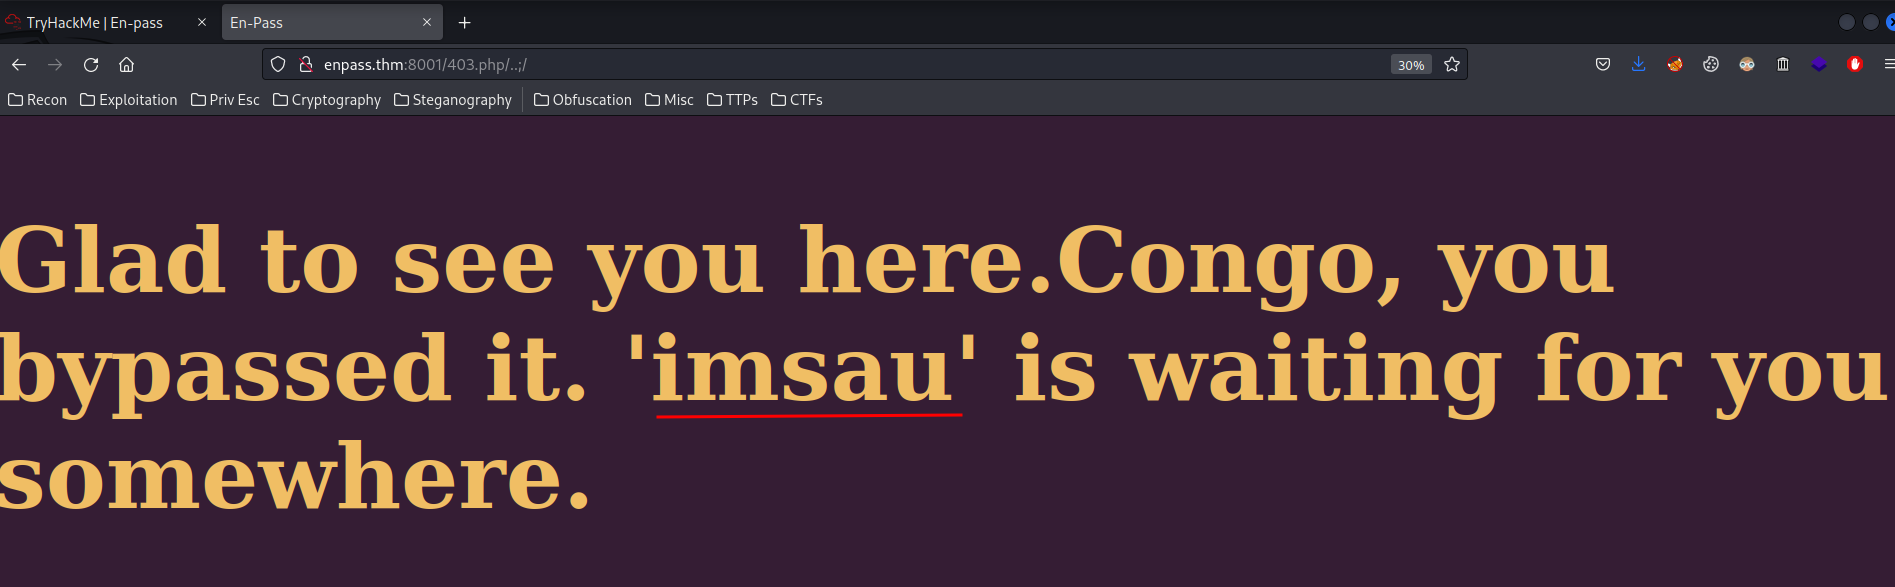 TryHackMe | En-pass
En-Pass
enpass.thm:8001/403.php/..;/
30%
Recon Exploitation Priv Esc Cryptography Steganography Obfuscation Misc TTPs CTFs
Glad to see you here.Congo, you
bypassed it. 'imsau' is waiting for you
somewhere.